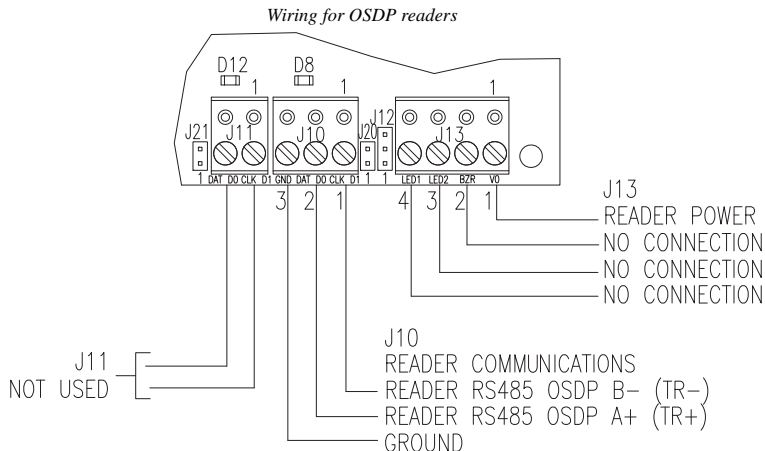 Wiring for OSDP readers
D12 D8
1 1 1
J21 J11 J10 J20 J12 J13
1 DAT D0 CLK D1 GND DAT D0 CLK D1 1 1 LED1 LED2 BZR VO
3 2 1 4 3 2 1
J13
READER POWER
NO CONNECTION
NO CONNECTION
NO CONNECTION
J11
NOT USED
J10
READER COMMUNICATIONS
READER RS485 OSDP B- (TR-)
READER RS485 OSDP A+ (TR+)
GROUND